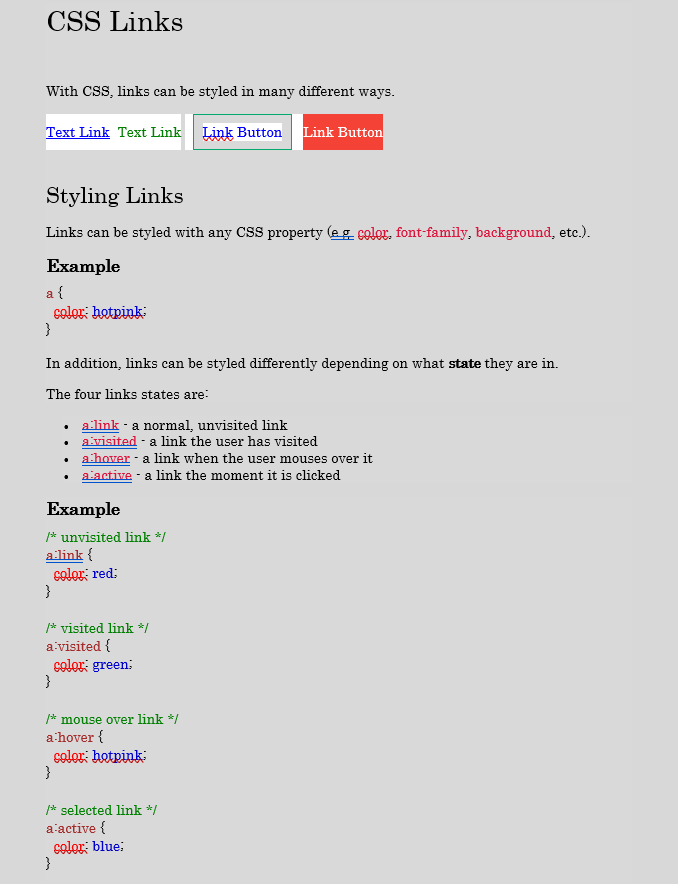 CSS Links
With CSS, links can be styled in many different ways.
Text Link Text Link Link Button Link Button
Styling Links
Links can be styled with any CSS property (e.g. color, font-family, background, etc.).
Example
a {
color: hotpink;
}
In addition, links can be styled differently depending on what state they are in.
The four links states are:
• a:link - a normal, unvisited link
• a:visited - a link the user has visited
• a:hover - a link when the user mouses over it
• a:active - a link the moment it is clicked
Example
/* unvisited link */
a:link {
color: red;
}
/* visited link */
a:visited {
color: green;
}
/* mouse over link */
a:hover {
color: hotpink;
}
/* selected link */
a:active {
color: blue;
}